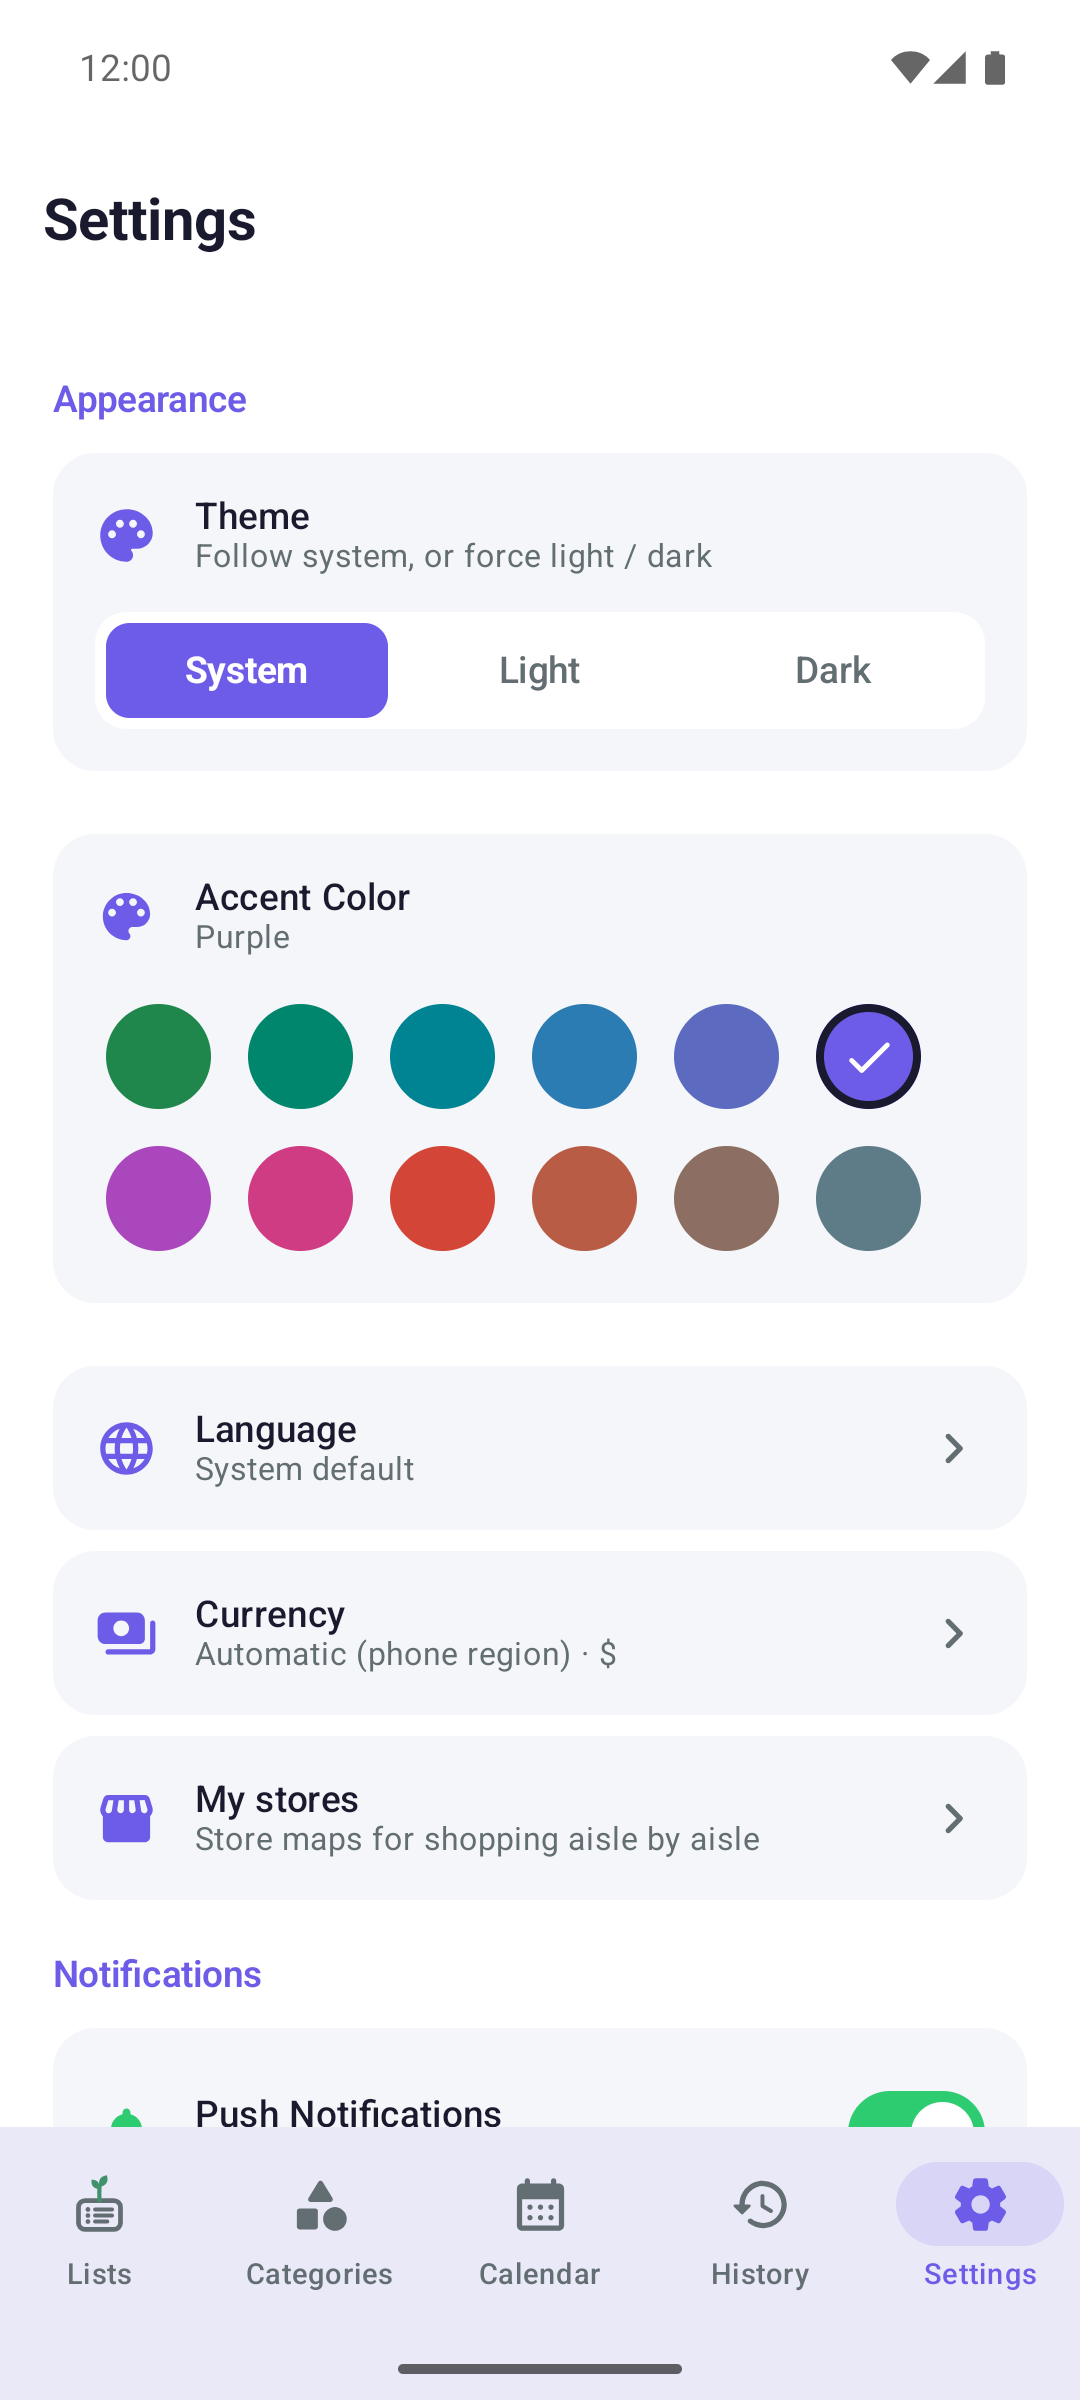 12:00
Settings
Appearance
Theme
Follow system, or force light / dark
System
Light
Dark
Accent Color
Purple
Language
System default
Currency
Automatic (phone region) · $
My stores
Store maps for shopping aisle by aisle
Notifications
Push Notifications
Lists
Categories
Calendar
History
Settings